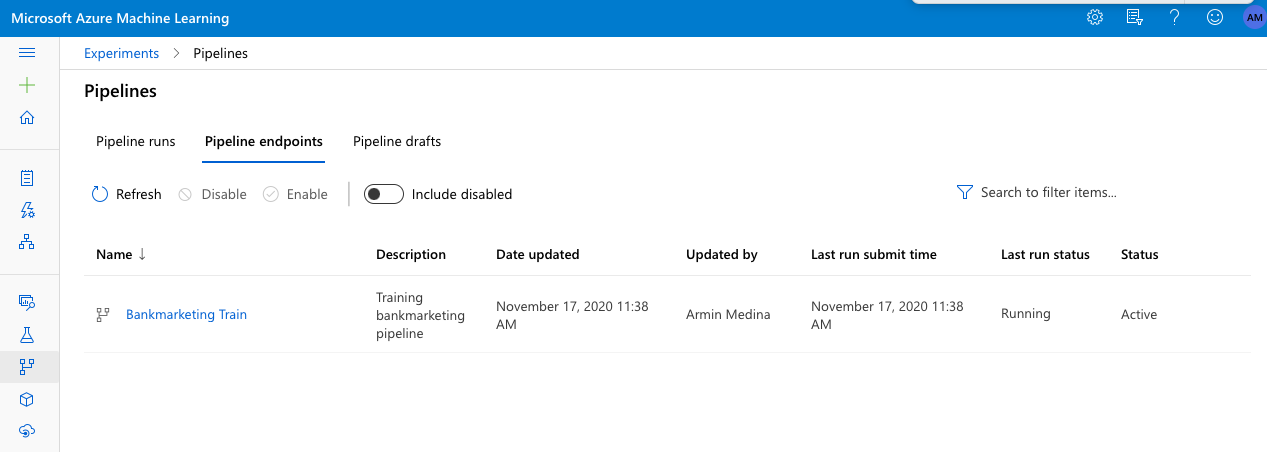 Microsoft Azure Machine Learning
AM
Experiments > Pipelines
Pipelines
Pipeline runs Pipeline endpoints Pipeline drafts
Refresh Disable Enable Include disabled Search to filter items...
Name ↓ Description Date updated Updated by Last run submit time Last run status Status
Bankmarketing Train
Training
bankmarketing
pipeline
November 17, 2020 11:38
AM
Armin Medina
November 17, 2020 11:38
AM
Running
Active